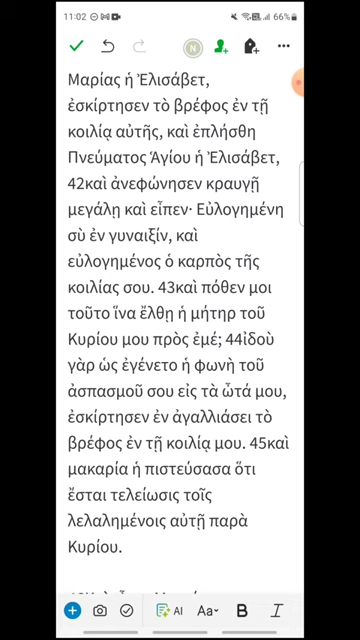 11:02
66%
N
Μαρίας ἡ Ἐλισάβετ,
ἐσκίρτησεν τὸ βρέφος ἐν τῇ
κοιλίᾳ αὐτῆς, καὶ ἐπλήσθη
Πνεύματος Ἁγίου ἡ Ἐλισάβετ,
42καὶ ἀνεφώνησεν κραυγῇ
μεγάλῃ καὶ εἶπεν· Εὐλογημένη
σὺ ἐν γυναιξίν, καὶ
εὐλογημένος ὁ καρπὸς τῆς
κοιλίας σου. 43καὶ πόθεν μοι
τοῦτο ἵνα ἔλθῃ ἡ μήτηρ τοῦ
Κυρίου μου πρὸς ἐμέ; 44ἰδοὺ
γὰρ ὡς ἐγένετο ἡ φωνὴ τοῦ
ἀσπασμοῦ σου εἰς τὰ ὦτά μου,
ἐσκίρτησεν ἐν ἀγαλλιάσει τὸ
βρέφος ἐν τῇ κοιλίᾳ μου. 45καὶ
μακαρία ἡ πιστεύσασα ὅτι
ἔσται τελείωσις τοῖς
λελαλημένοις αὐτῇ παρὰ
Κυρίου.
AI Aa B I